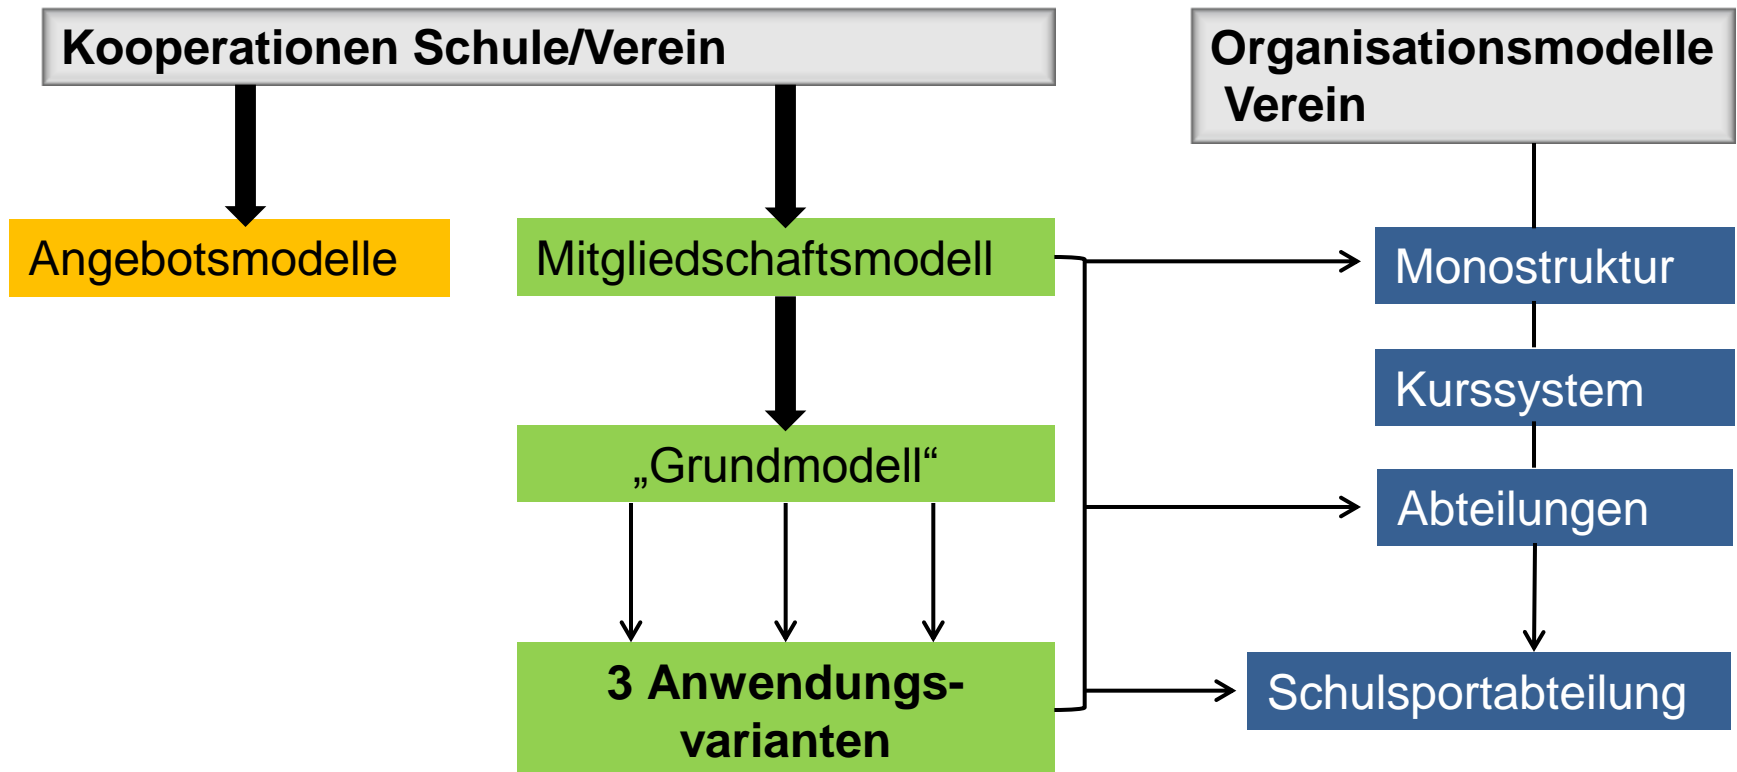 Kooperationen Schule/Verein
Organisationsmodelle
Verein
Angebotsmodelle
Mitgliedschaftsmodell
Monostruktur
Kurssystem
„Grundmodell“
Abteilungen
3 Anwendungs-
varianten
Schulsportabteilung